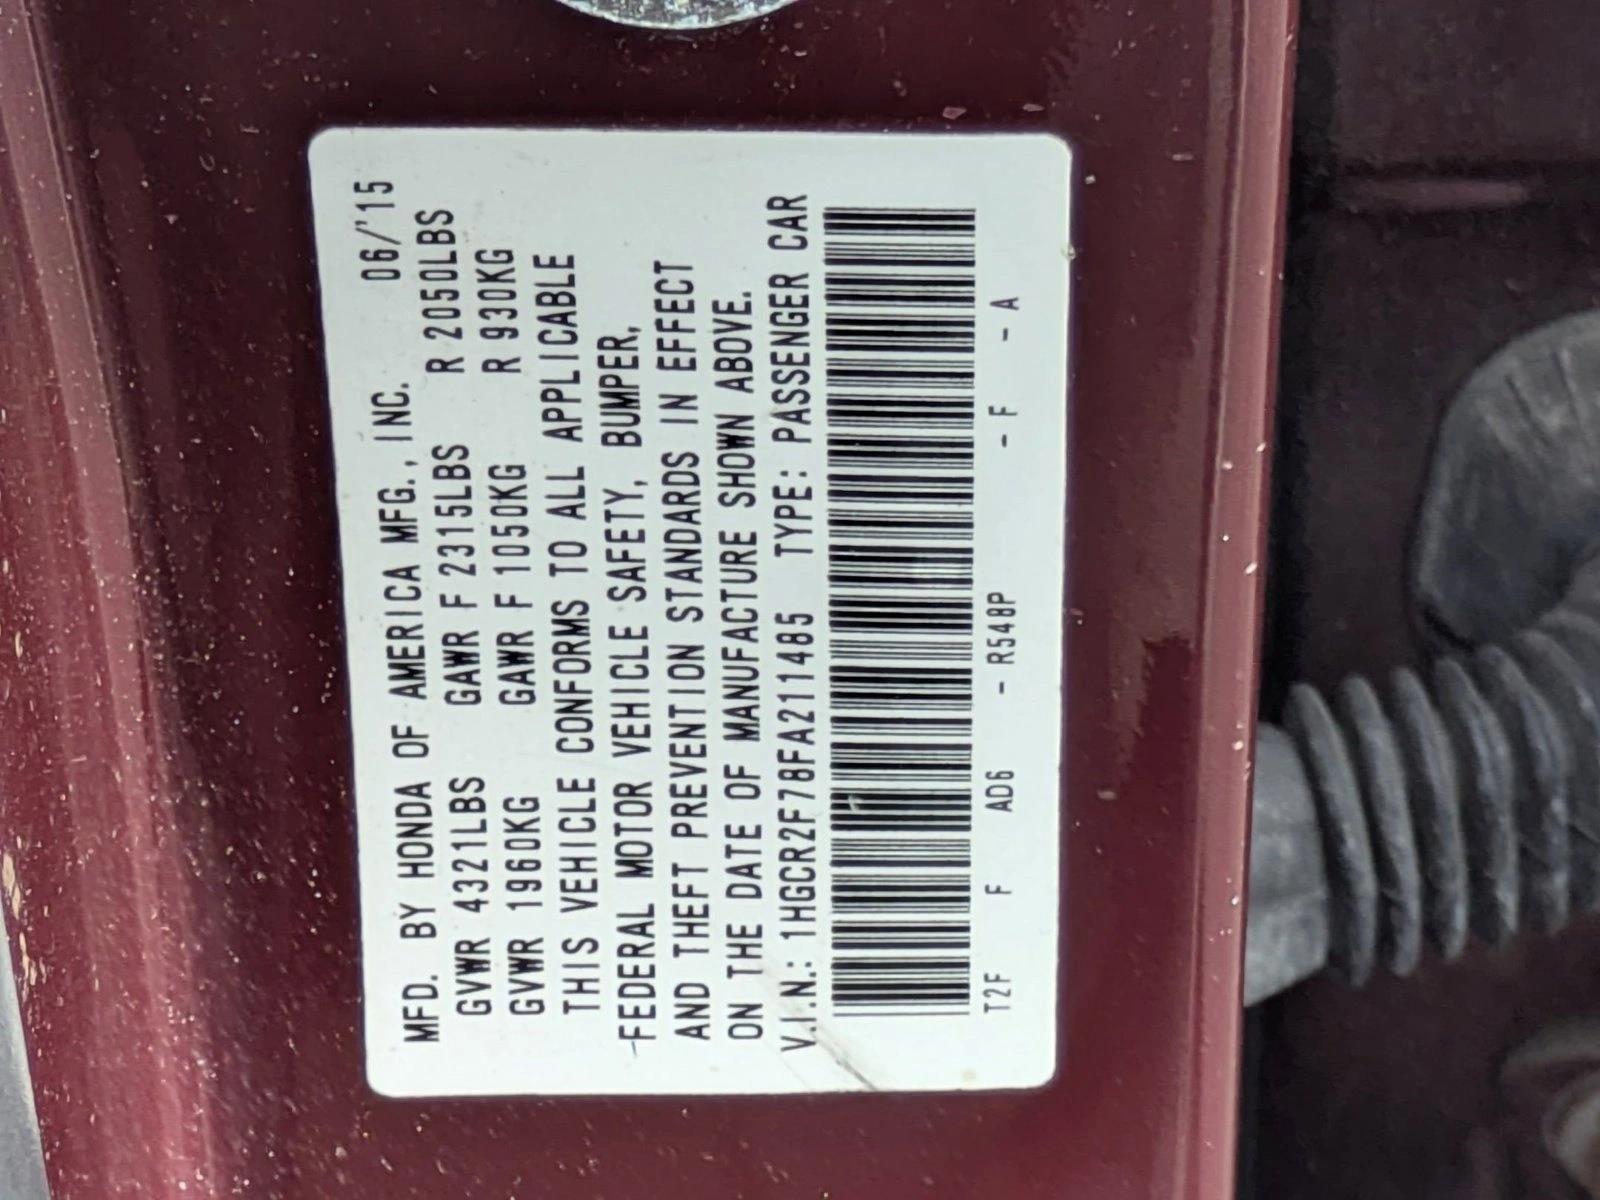 MFD. BY HONDA OF AMERICA MFG., INC. 06/'15
GVWR 4321LBS GAWR F 2315LBS R 2050LBS
GVWR 1960KG GAWR F 1050KG R 930KG
THIS VEHICLE CONFORMS TO ALL APPLICABLE
FEDERAL MOTOR VEHICLE SAFETY, BUMPER,
AND THEFT PREVENTION STANDARDS IN EFFECT
ON THE DATE OF MANUFACTURE SHOWN ABOVE.
V.I.N.: 1HGCR2F78FA211485 TYPE: PASSENGER CAR
T2F F AD6 - R548P - F - A